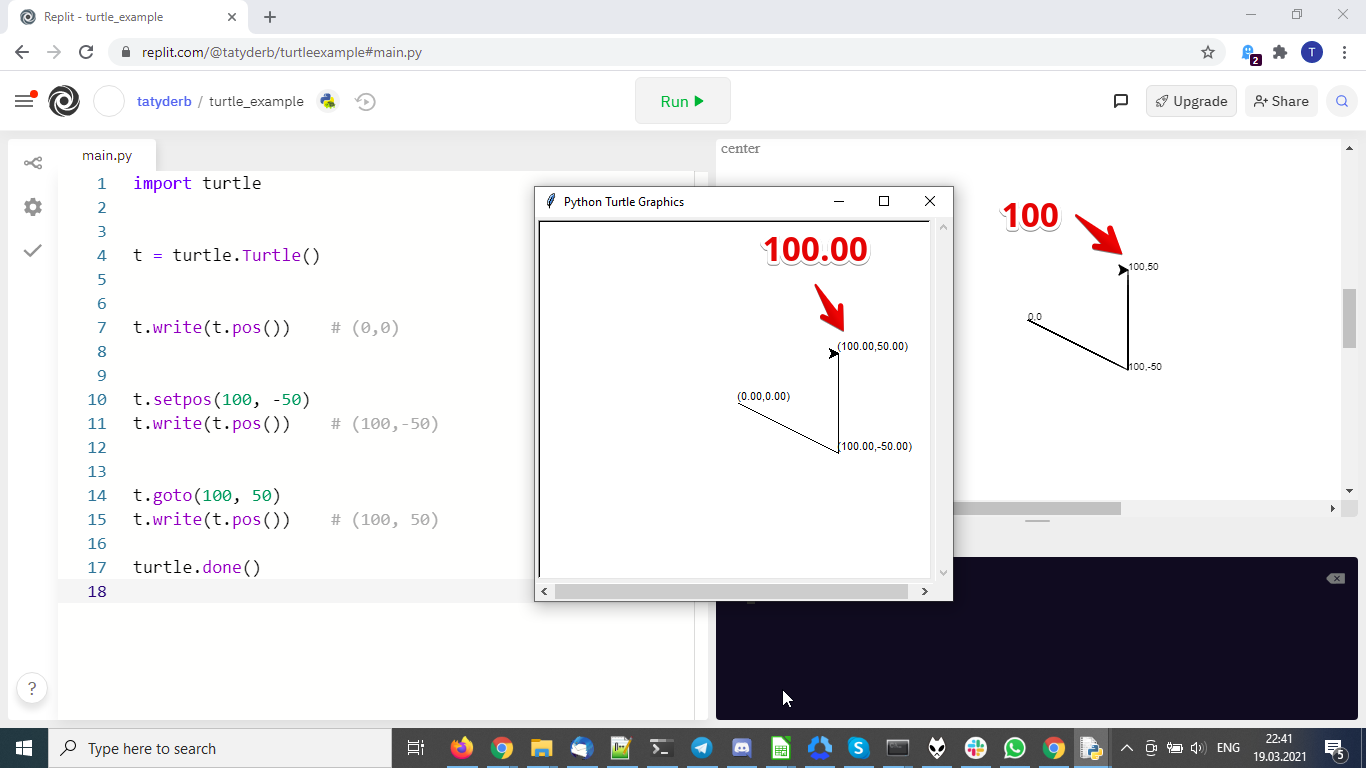 Replit - turtle_example
replit.com/@tatyderb/turtleexample#main.py
2
T
tatyderb / turtle_example
Run
Upgrade
Share
main.py
1 import turtle
2
3
4 t = turtle.Turtle()
5
6
7 t.write(t.pos()) # (0,0)
8
9
10 t.setpos(100, -50)
11 t.write(t.pos()) # (100,-50)
12
13
14 t.goto(100, 50)
15 t.write(t.pos()) # (100, 50)
16
17 turtle.done()
18
?
Python Turtle Graphics
100.00
(100.00,50.00)
(0.00,0.00)
(100.00,-50.00)
center
100
100,50
0,0
100,-50
Type here to search
ENG
22:41
19.03.2021
5